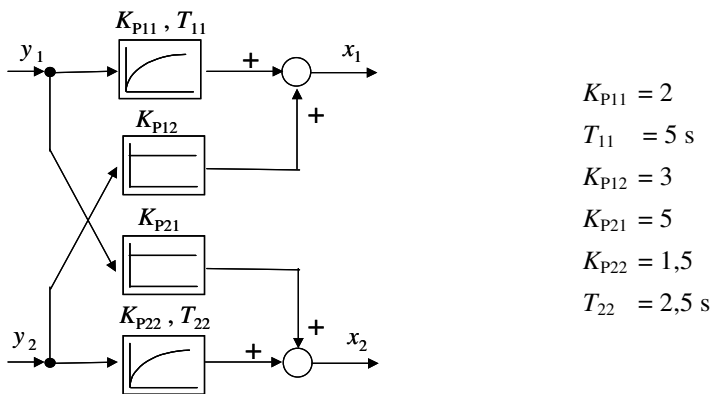 K_P11 , T_11
y_1
+
x_1
+
K_P12
K_P21
K_P22 , T_22
+
y_2
+
x_2
K_P11 = 2
T_11 = 5 s
K_P12 = 3
K_P21 = 5
K_P22 = 1,5
T_22 = 2,5 s